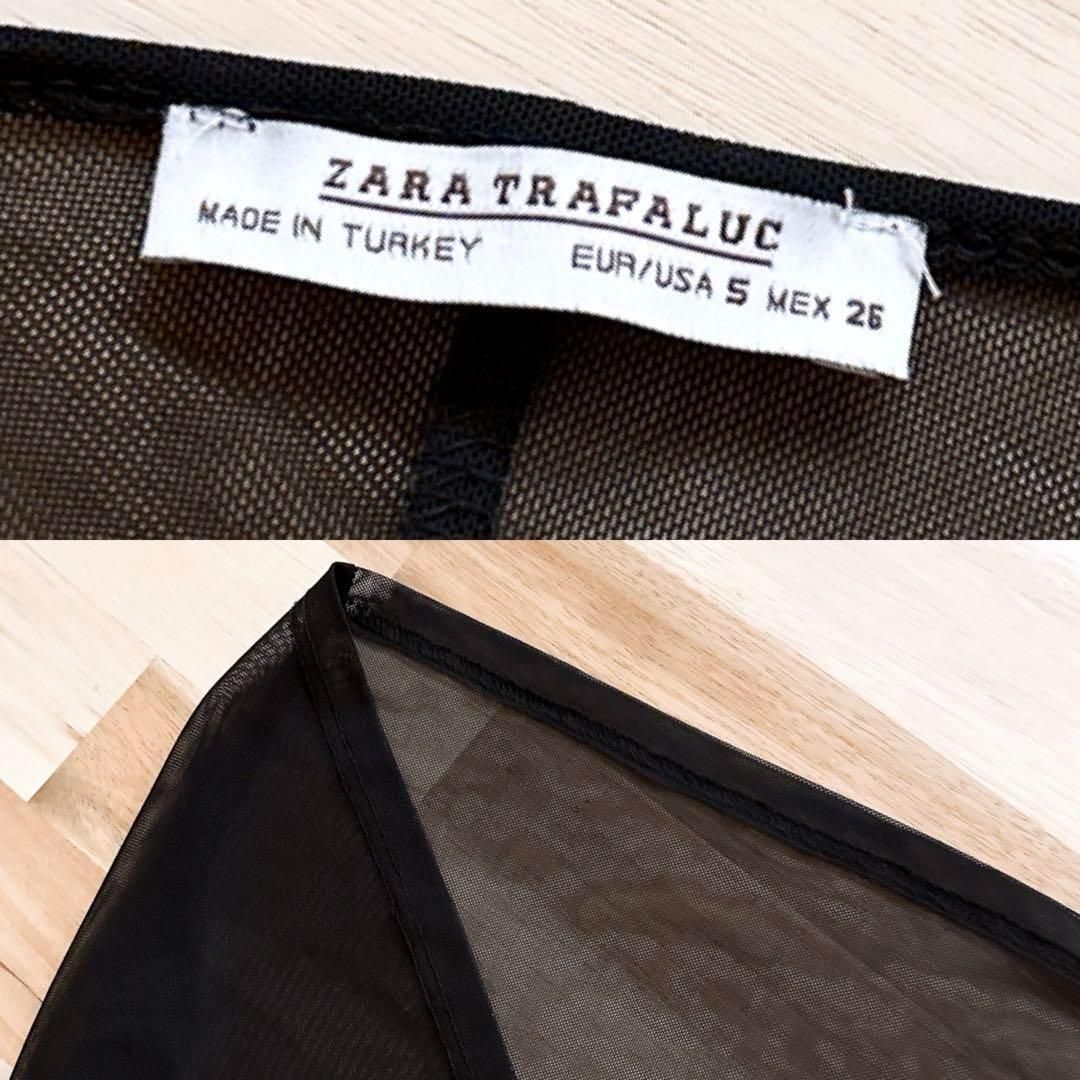 ZARA TRAFALUC
MADE IN TURKEY EUR/USA S MEX 26